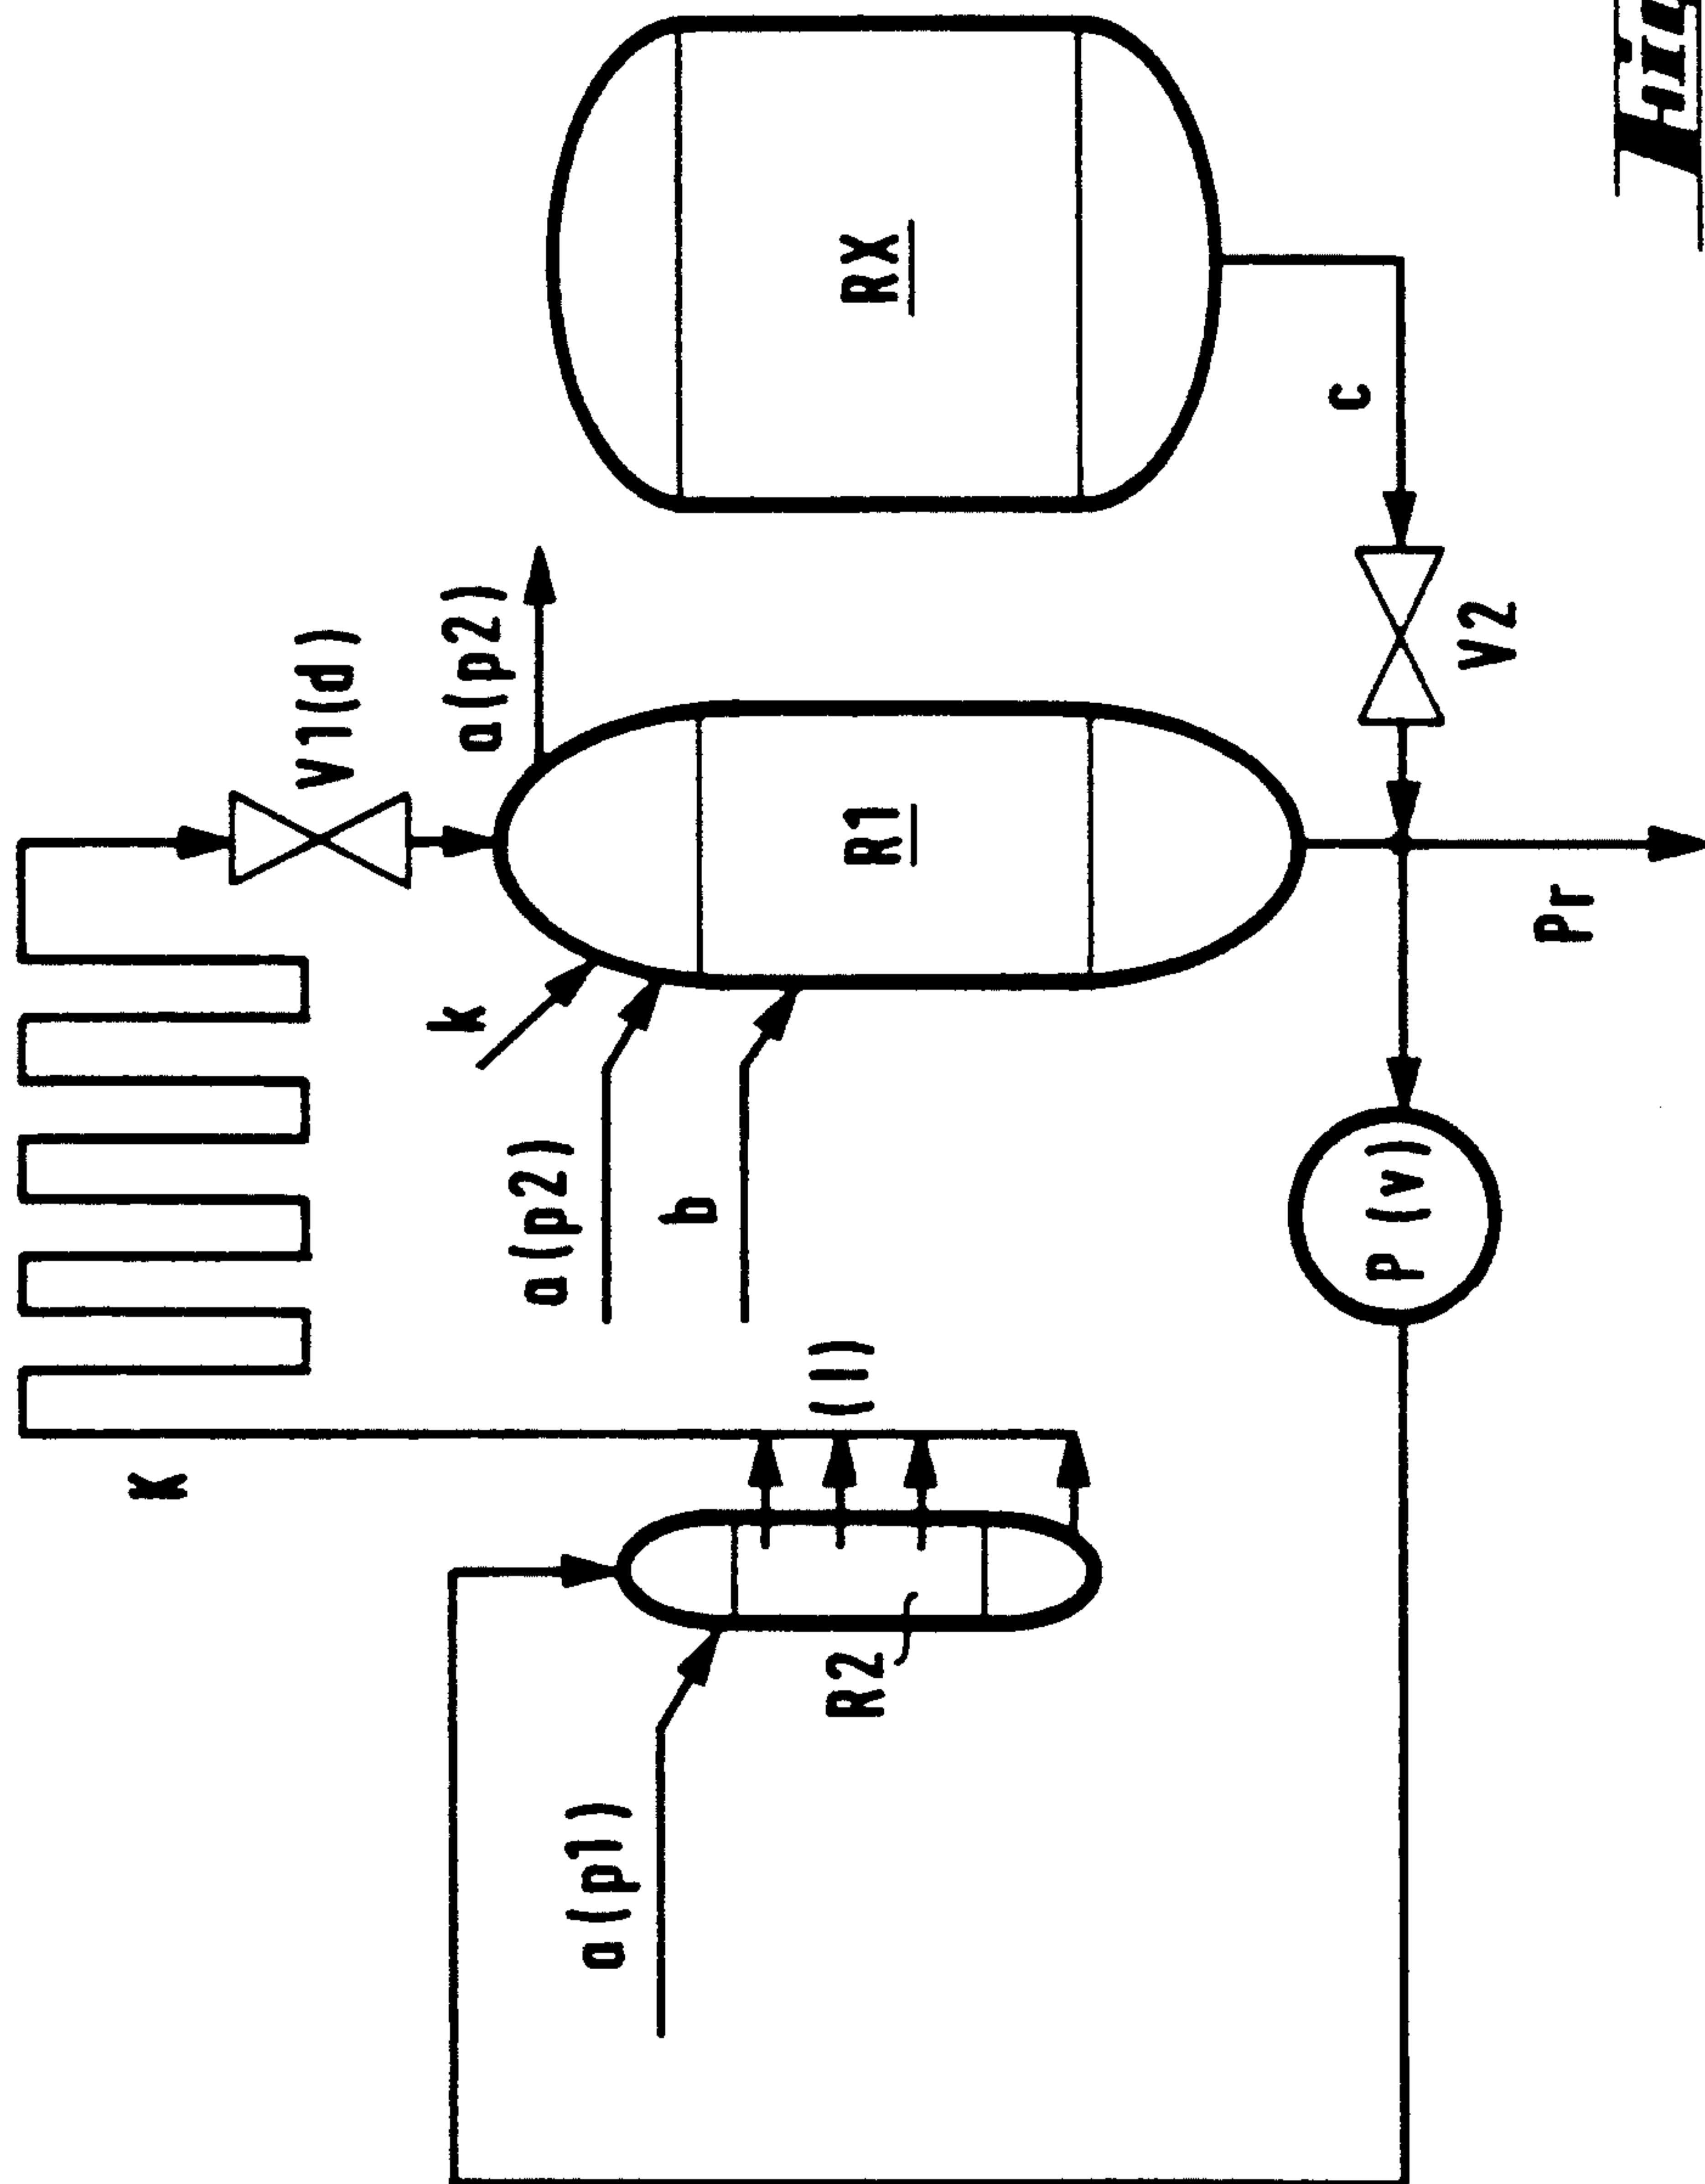 K
V1(d)
a(p2)
k
a(p2)
b
(l)
a(p1)
R2
R1
RX
c
V2
P(v)
Pr